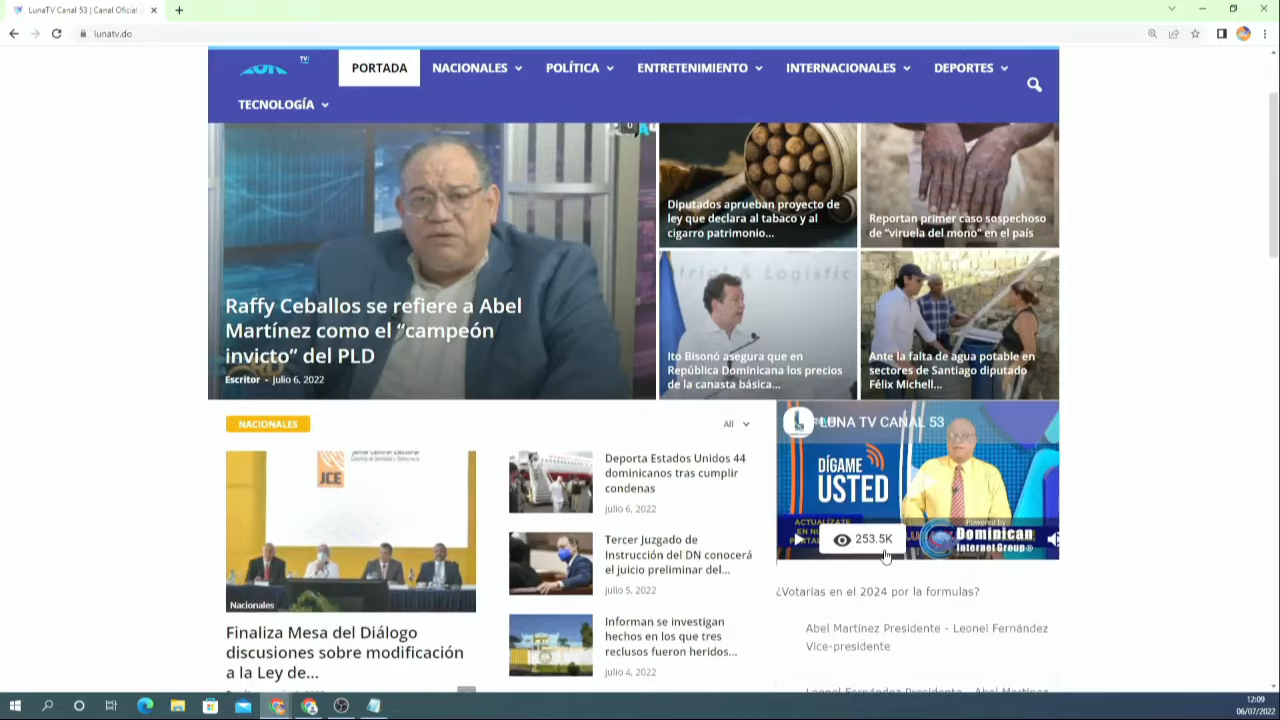 LunaTV Canal 53 | Canal Oficial
lunatv.do
TV
PORTADA
NACIONALES
POLÍTICA
ENTRETENIMIENTO
INTERNACIONALES
DEPORTES
TECNOLOGÍA
0
Raffy Ceballos se refiere a Abel
Martínez como el “campeón
invicto” del PLD
Escritor - julio 6, 2022
Diputados aprueban proyecto de
ley que declara al tabaco y al
cigarro patrimonio...
Reportan primer caso sospechoso
de “viruela del mono” en el país
Ito Bisonó asegura que en
República Dominicana los precios
de la canasta básica...
Ante la falta de agua potable en
sectores de Santiago diputado
Félix Michell...
NACIONALES
All
JCE
Nacionales
Finaliza Mesa del Diálogo
discusiones sobre modificación
a la Ley de...
Deporta Estados Unidos 44
dominicanos tras cumplir
condenas
julio 6, 2022
Tercer Juzgado de
Instrucción del DN conocerá
el juicio preliminar del...
julio 5, 2022
Informan se investigan
hechos en los que tres
reclusos fueron heridos...
julio 4, 2022
LUNA TV CANAL 53
DÍGAME
USTED
ACTUALÍZATE
EN NU
PORTAL
253.5K
Powered by
Dominican
Internet Group®
¿Votarías en el 2024 por la formulas?
Abel Martínez Presidente - Leonel Fernández
Vice-presidente
Leonel Fernández Presidente - Abel Martínez
12:09
06/07/2022